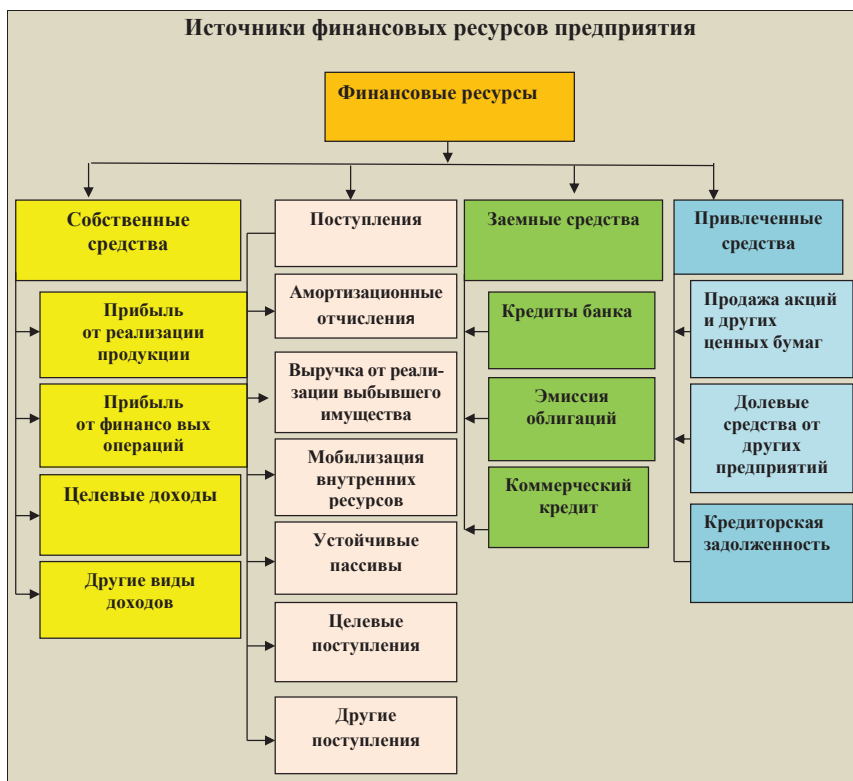 Источники финансовых ресурсов предприятия
Финансовые ресурсы
Собственные
средства
Прибыль
от реализации
продукции
Прибыль
от финансо вых
операций
Целевые доходы
Другие виды
доходов
Поступления
Амортизационные
отчисления
Выручка от реали-
зации выбывшего
имущества
Мобилизация
внутренних
ресурсов
Устойчивые
пассивы
Целевые
поступления
Другие
поступления
Заемные средства
Кредиты банка
Эмиссия
облигаций
Коммерческий
кредит
Привлеченные
средства
Продажа акций
и других
ценных бумаг
Долевые
средства от
других
предприятий
Кредиторская
задолженность